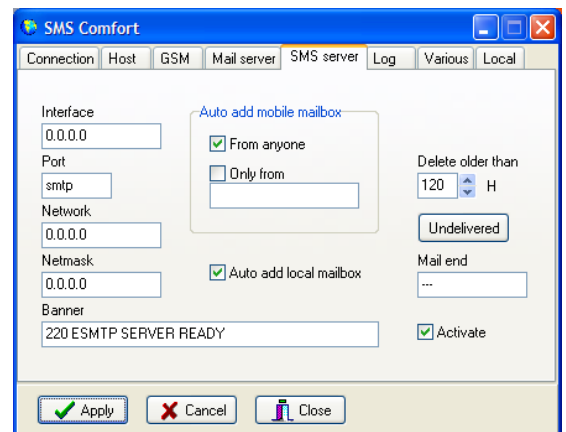 SMS Comfort
Connection Host GSM Mail server SMS server Log Various Local
Interface
0.0.0.0
Port
smtp
Network
0.0.0.0
Netmask
0.0.0.0
Banner
220 ESMTP SERVER READY
Auto add mobile mailbox
From anyone
Only from
Auto add local mailbox
Delete older than
120 H
Undelivered
Mail end
---
Activate
Apply Cancel Close